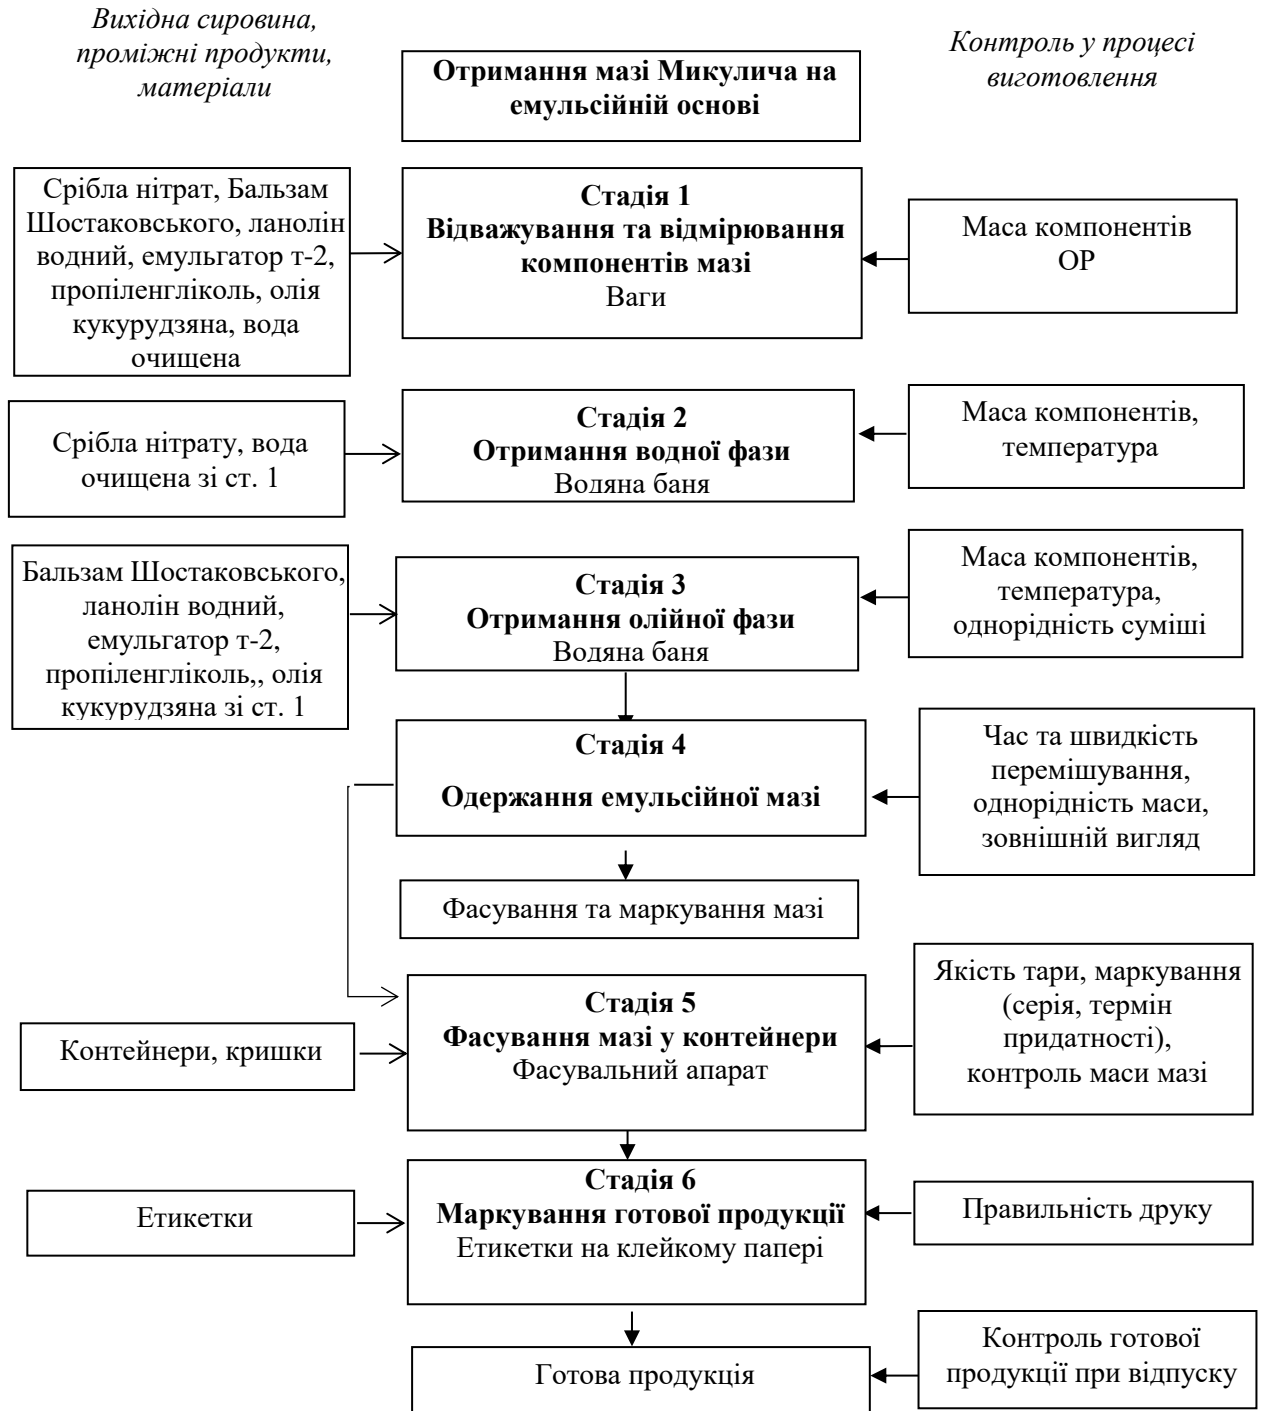 Вихідна сировина,
проміжні продукти,
матеріали
Отримання мазі Микулича на
емульсійній основі
Контроль у процесі
виготовлення
Срібла нітрат, Бальзам
Шостаковського, ланолін
водний, емульгатор т-2,
пропіленгліколь, олія
кукурудзяна, вода
очищена
Стадія 1
Відважування та відмірювання
компонентів мазі
Ваги
Маса компонентів
ОР
Срібла нітрату, вода
очищена зі ст. 1
Стадія 2
Отримання водної фази
Водяна баня
Маса компонентів,
температура
Бальзам Шостаковського,
ланолін водний,
емульгатор т-2,
пропіленгліколь,, олія
кукурудзяна зі ст. 1
Стадія 3
Отримання олійної фази
Водяна баня
Маса компонентів,
температура,
однорідність суміші
Стадія 4
Одержання емульсійної мазі
Час та швидкість
перемішування,
однорідність маси,
зовнішній вигляд
Фасування та маркування мазі
Контейнери, кришки
Стадія 5
Фасування мазі у контейнери
Фасувальний апарат
Якість тари, маркування
(серія, термін
придатності),
контроль маси мазі
Етикетки
Стадія 6
Маркування готової продукції
Етикетки на клейкому папері
Правильність друку
Готова продукція
Контроль готової
продукції при відпуску